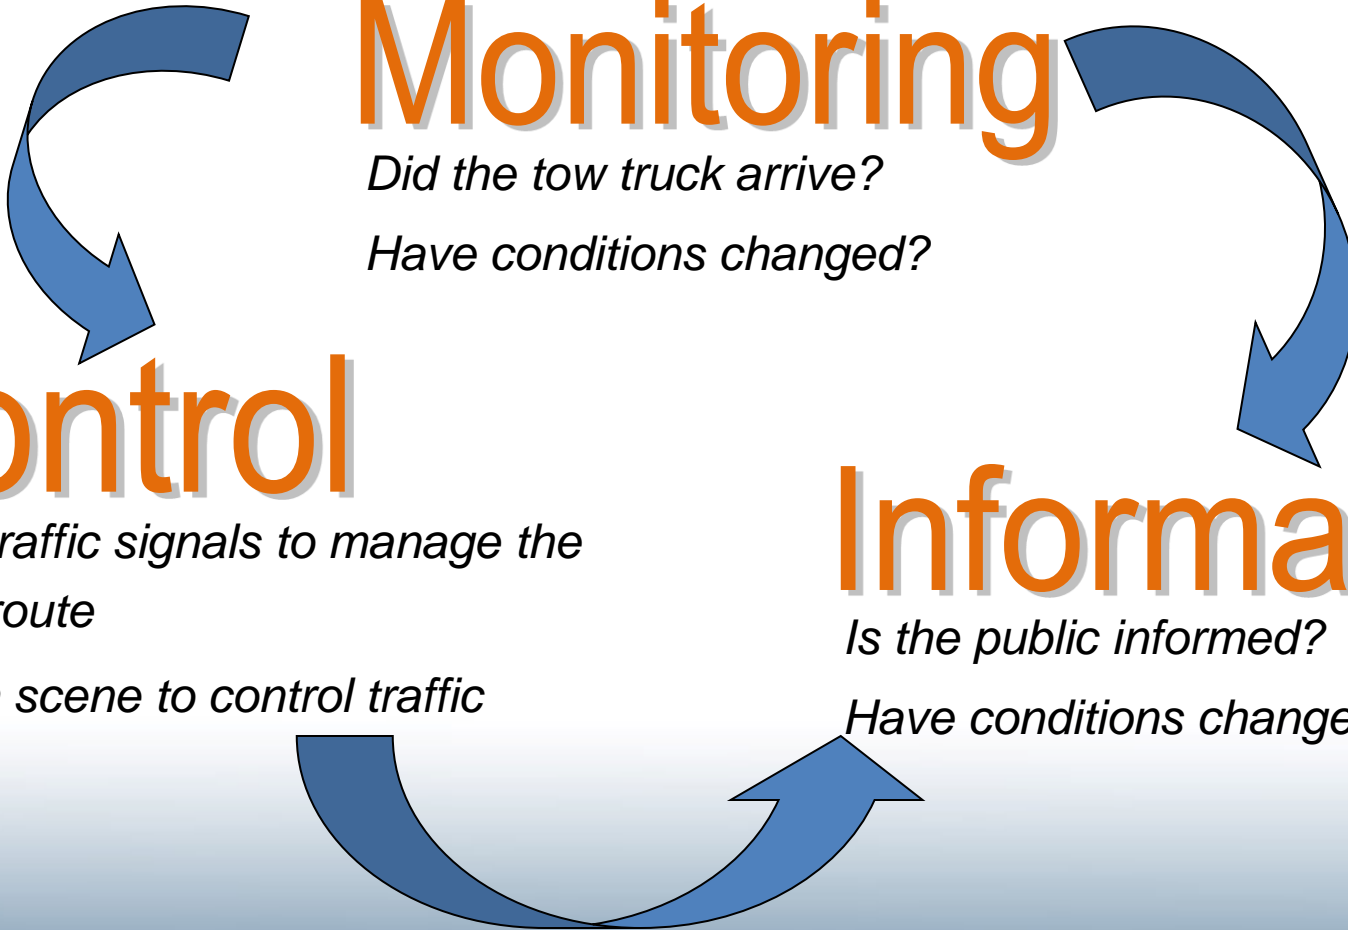 Monitoring
Did the tow truck arrive?
Have conditions changed?
ontrol
raffic signals to manage the
route
scene to control traffic
Informa
Is the public informed?
Have conditions change